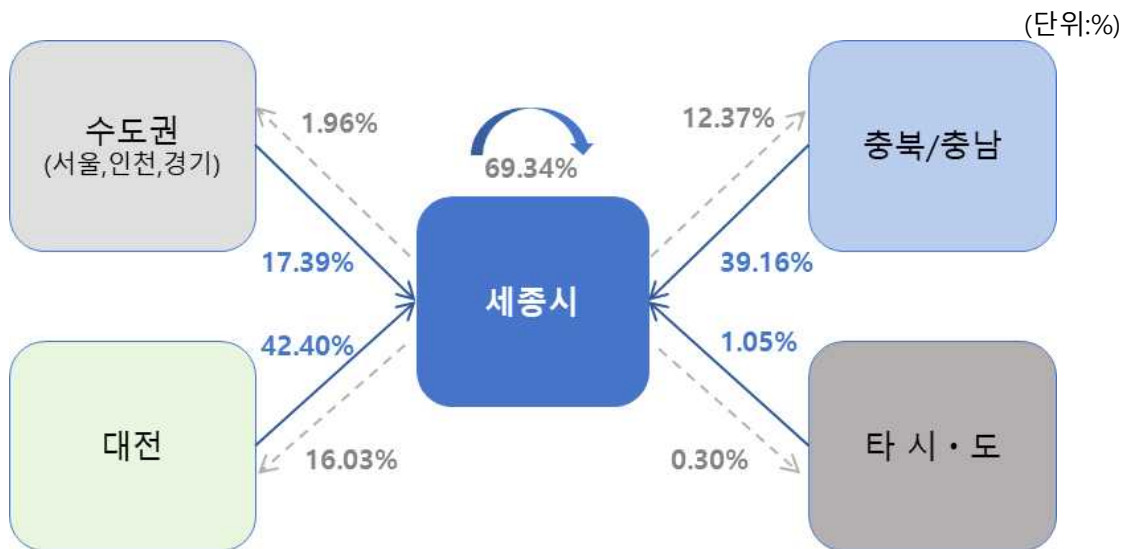 (단위:%)
수도권
(서울,인천,경기)
1.96%
69.34%
12.37%
충북/충남
17.39%
세종시
39.16%
42.40%
1.05%
대전
16.03%
0.30%
타 시・도